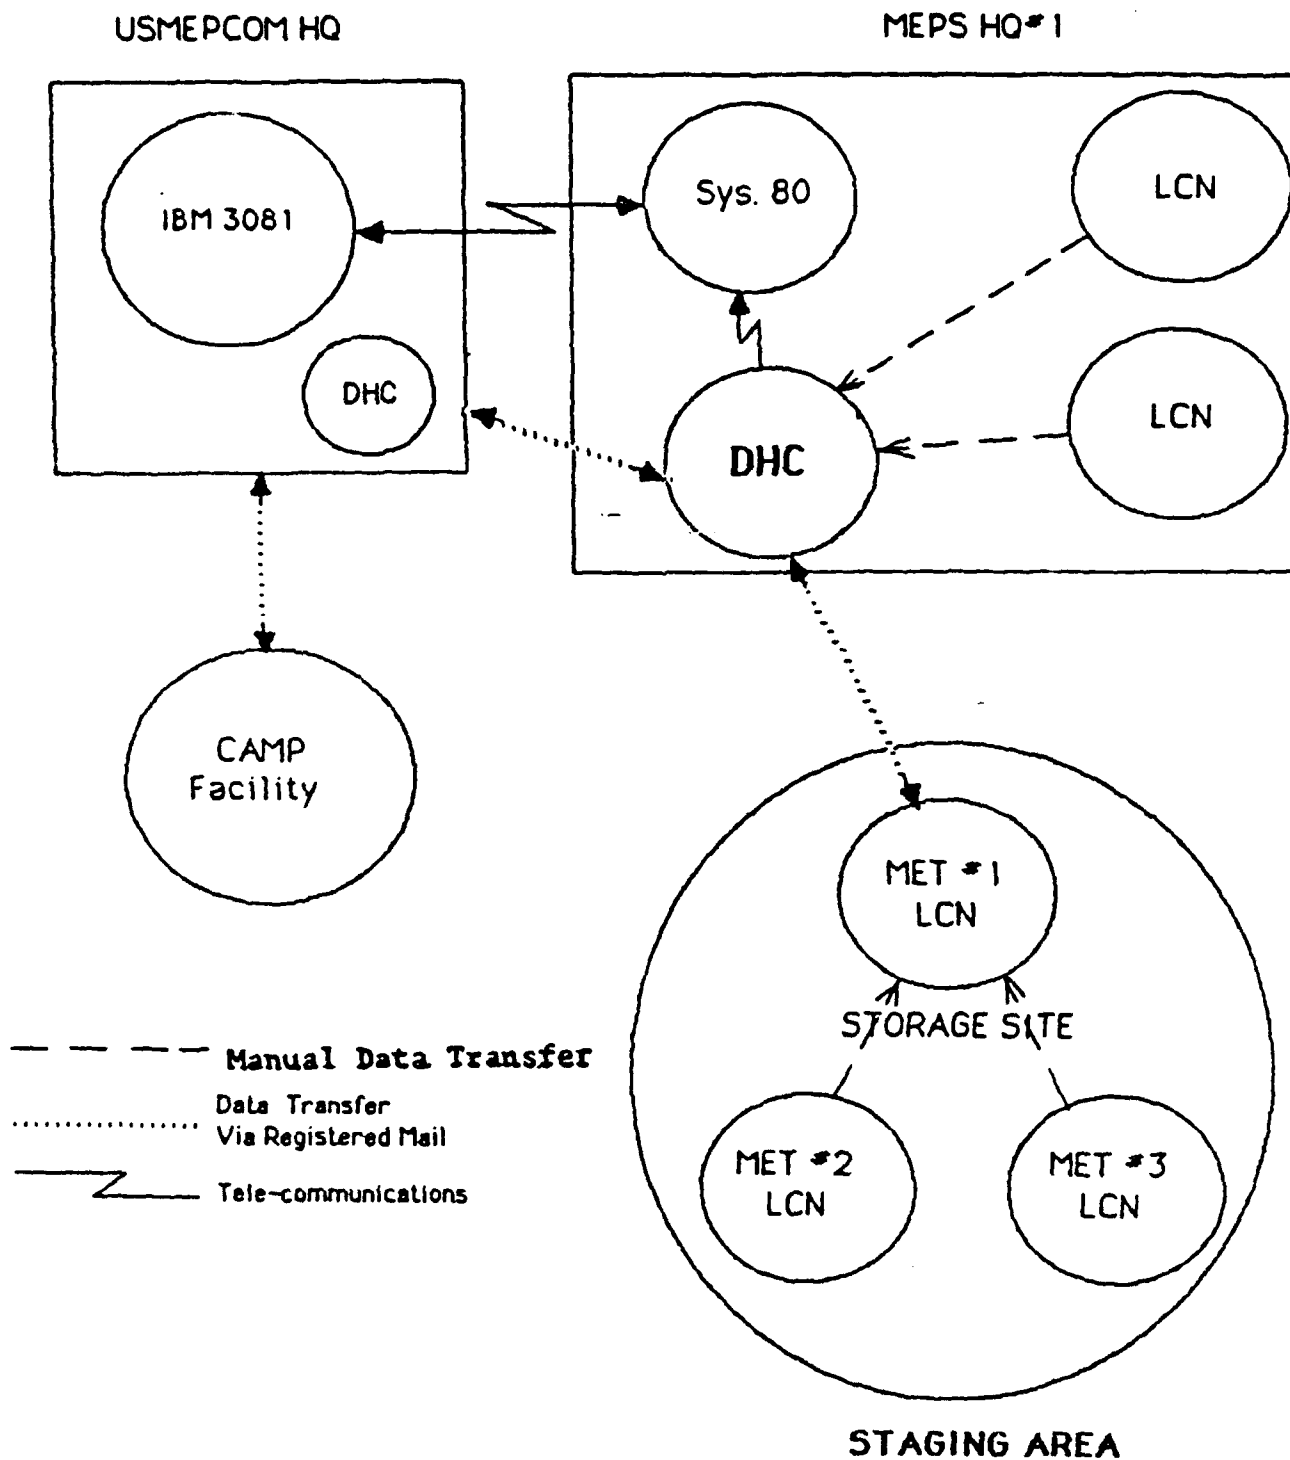 USMEPCOM HQ
MEPS HQ#1
IBM 3081
DHC
Sys. 80
LCN
LCN
DHC
CAMP
Facility
MET #1
LCN
STORAGE SITE
MET #2
LCN
MET #3
LCN
STAGING AREA
Manual Data Transfer
Data Transfer
Via Registered Mail
Tele-communications